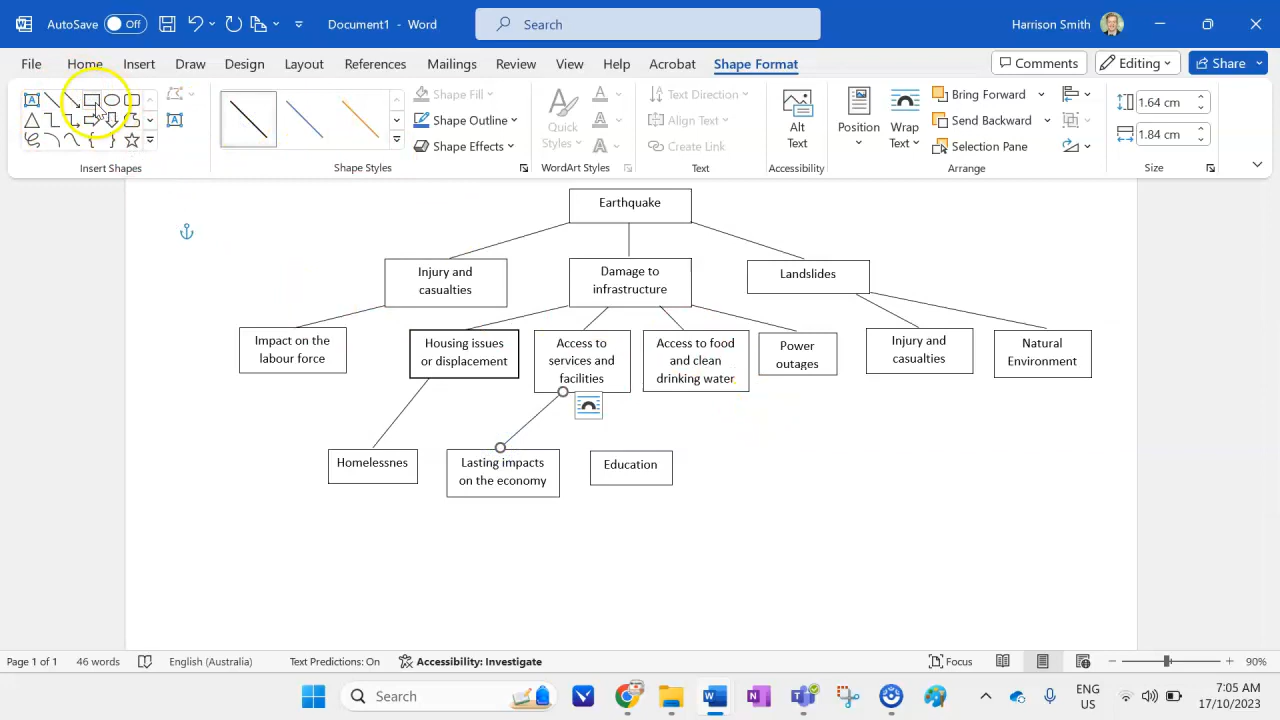 AutoSave Off Document1 - Word Search Harrison Smith
File Home Insert Draw Design Layout References Mailings Review View Help Acrobat Shape Format Comments Editing Share
Shape Fill
Shape Outline
Shape Effects
Quick
Styles
Text Direction
Align Text
Create Link
Alt
Text
Position
Wrap
Text
Bring Forward
Send Backward
Selection Pane
1.64 cm
1.84 cm
Insert Shapes Shape Styles WordArt Styles Text Accessibility Arrange Size
Earthquake
Injury and
casualties
Damage to
infrastructure
Landslides
Impact on the
labour force
Housing issues
or displacement
Access to
services and
facilities
Access to food
and clean
drinking water
Power
outages
Injury and
casualties
Natural
Environment
Homelessnes
Lasting impacts
on the economy
Education
Page 1 of 1 46 words English (Australia) Text Predictions: On Accessibility: Investigate Focus 90%
Search
ENG
UK
7:05 AM
17/10/2023